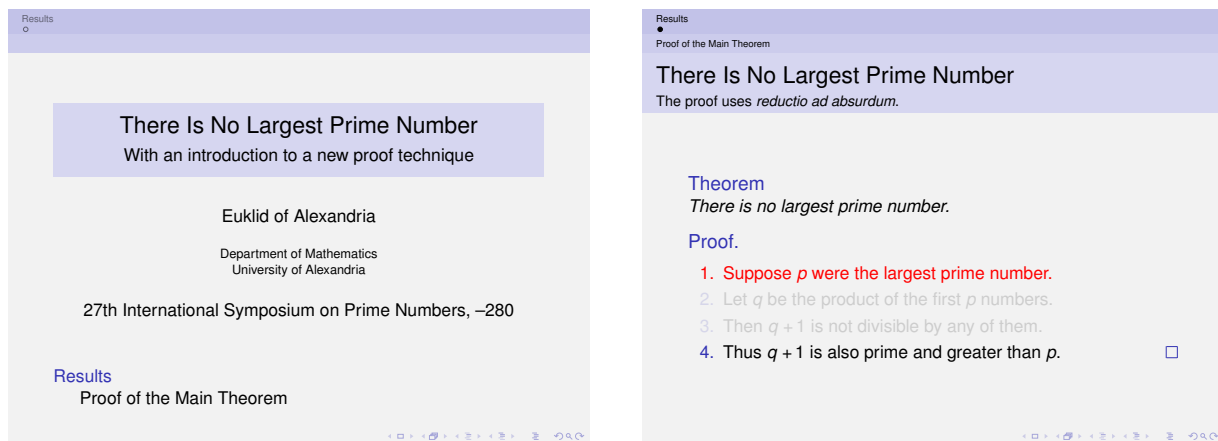 Results
There Is No Largest Prime Number
With an introduction to a new proof technique
Euklid of Alexandria
Department of Mathematics
University of Alexandria
27th International Symposium on Prime Numbers, –280
Results
Proof of the Main Theorem
Results
Proof of the Main Theorem
There Is No Largest Prime Number
The proof uses reductio ad absurdum.
Theorem
There is no largest prime number.
Proof.
1. Suppose p were the largest prime number.
2. Let q be the product of the first p numbers.
3. Then q + 1 is not divisible by any of them.
4. Thus q + 1 is also prime and greater than p.